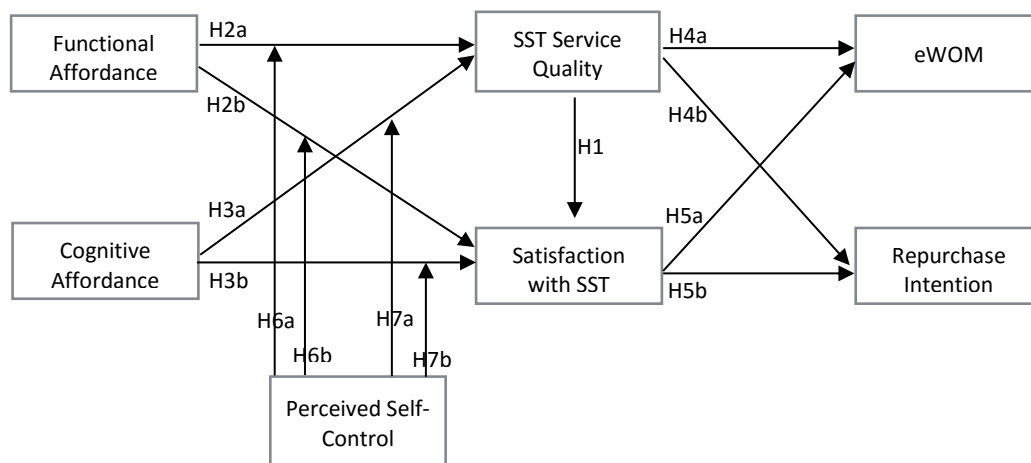 Functional
Affordance
H2a
SST Service
Quality
H4a
eWOM
H2b
H4b
H1
H3a
H5a
Cognitive
Affordance
H3b
Satisfaction
with SST
H5b
Repurchase
Intention
H6a
H6b
H7a
H7b
Perceived Self-
Control